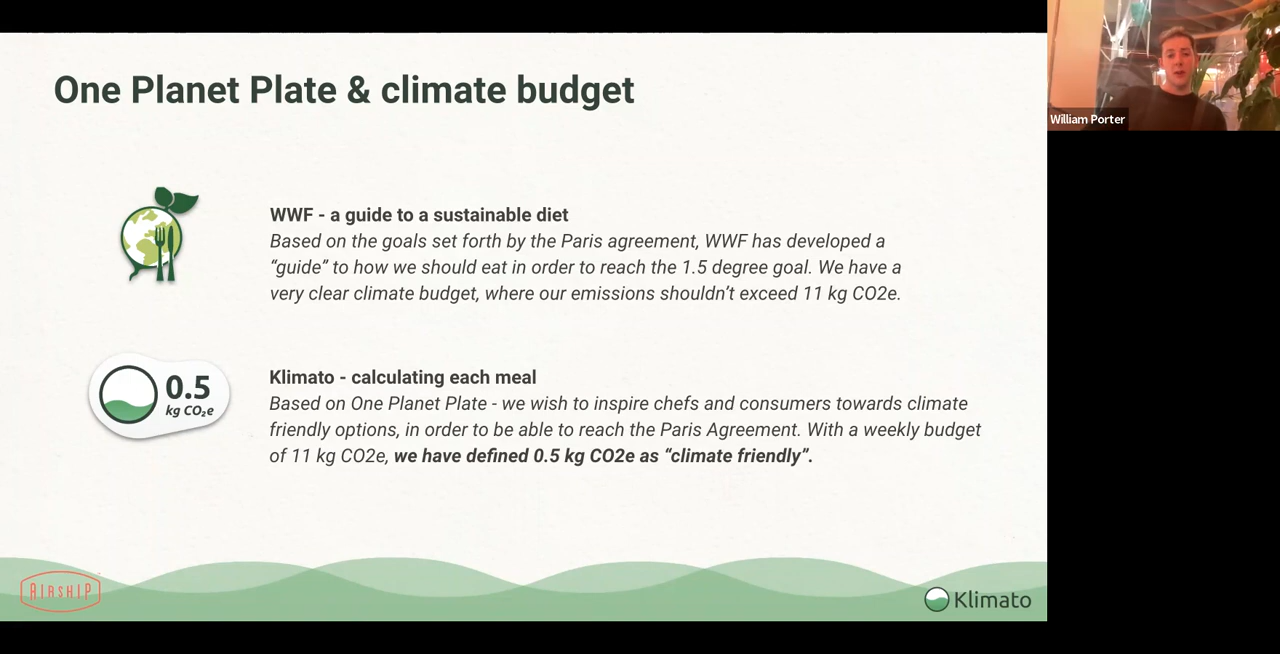 One Planet Plate & climate budget
William Porter
WWF - a guide to a sustainable diet
Based on the goals set forth by the Paris agreement, WWF has developed a
“guide” to how we should eat in order to reach the 1.5 degree goal. We have a
very clear climate budget, where our emissions shouldn’t exceed 11 kg CO2e.
0.5
kg CO₂e
Klimato - calculating each meal
Based on One Planet Plate - we wish to inspire chefs and consumers towards climate
friendly options, in order to be able to reach the Paris Agreement. With a weekly budget
of 11 kg CO2e, we have defined 0.5 kg CO2e as “climate friendly”.
AIRSHIP
Klimato